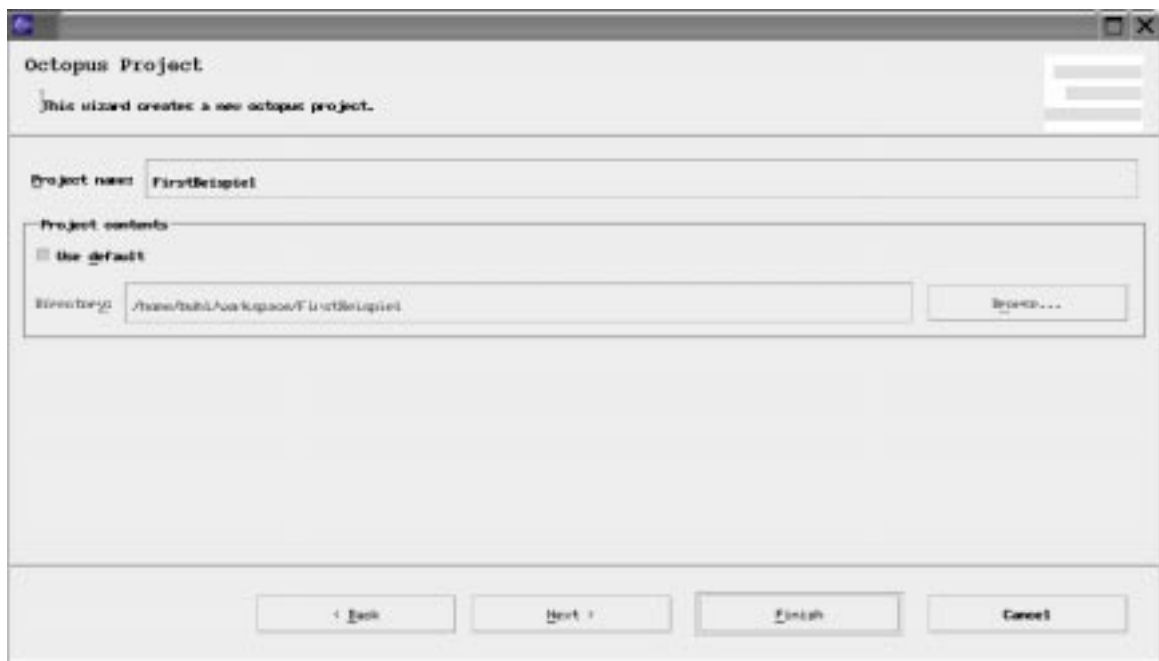 Octopus Project
This wizard creates a new octopus project.
Project name: FirstBeispiel
Project contents
Use default
Directory: /home/buhl/workspace/FirstBeispiel
Browse...
< Back
Next >
Finish
Cancel